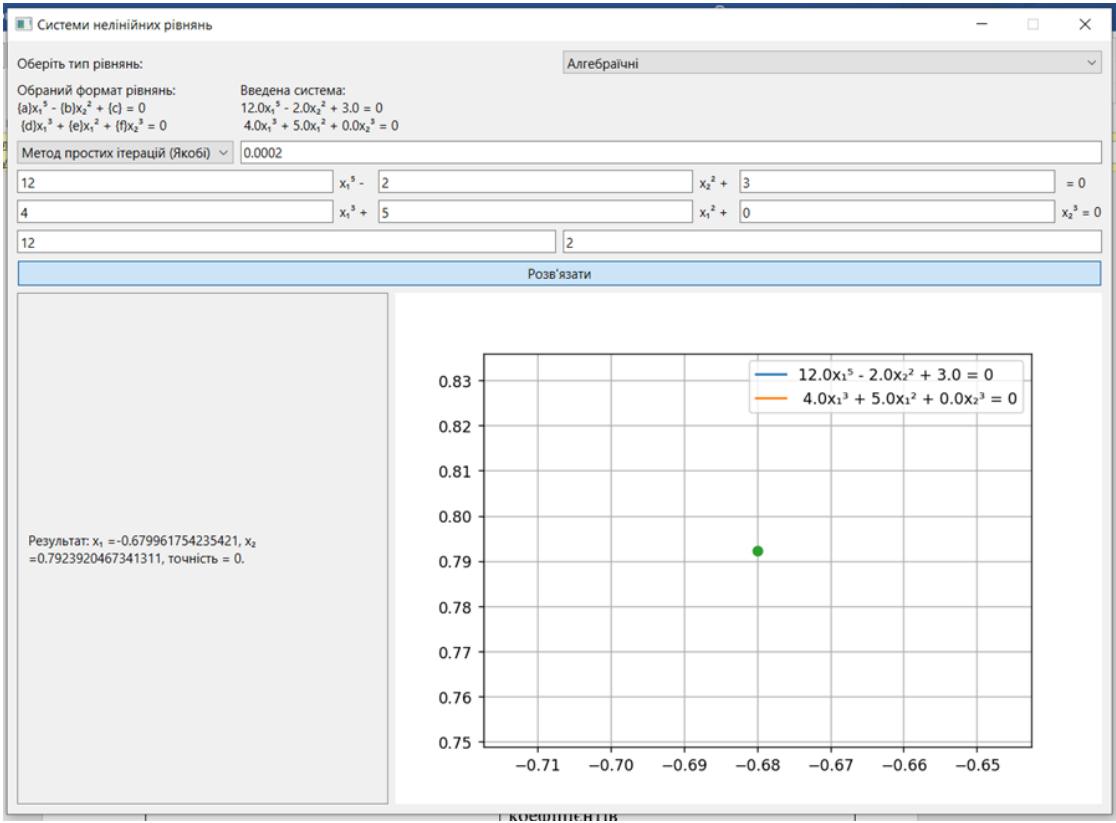 Системи нелінійних рівнянь
Оберіть тип рівнянь:
Алгебраїчні
Обраний формат рівнянь:
{a}x₁⁵ - {b}x₂² + {c} = 0
{d}x₁³ + {e}x₁² + {f}x₂³ = 0
Введена система:
12.0x₁⁵ - 2.0x₂² + 3.0 = 0
4.0x₁³ + 5.0x₁² + 0.0x₂³ = 0
Метод простих ітерацій (Якобі)
0.0002
12 x₁⁵ - 2 x₂² + 3 = 0
4 x₁³ + 5 x₁² + 0 x₂³ = 0
12 2
Розв'язати
Результат: x₁ =-0.679961754235421, x₂
=0.7923920467341311, точність = 0.
12.0x₁⁵ - 2.0x₂² + 3.0 = 0
4.0x₁³ + 5.0x₁² + 0.0x₂³ = 0
0.83
0.82
0.81
0.80
0.79
0.78
0.77
0.76
0.75
−0.71 −0.70 −0.69 −0.68 −0.67 −0.66 −0.65
коефіцієнтів